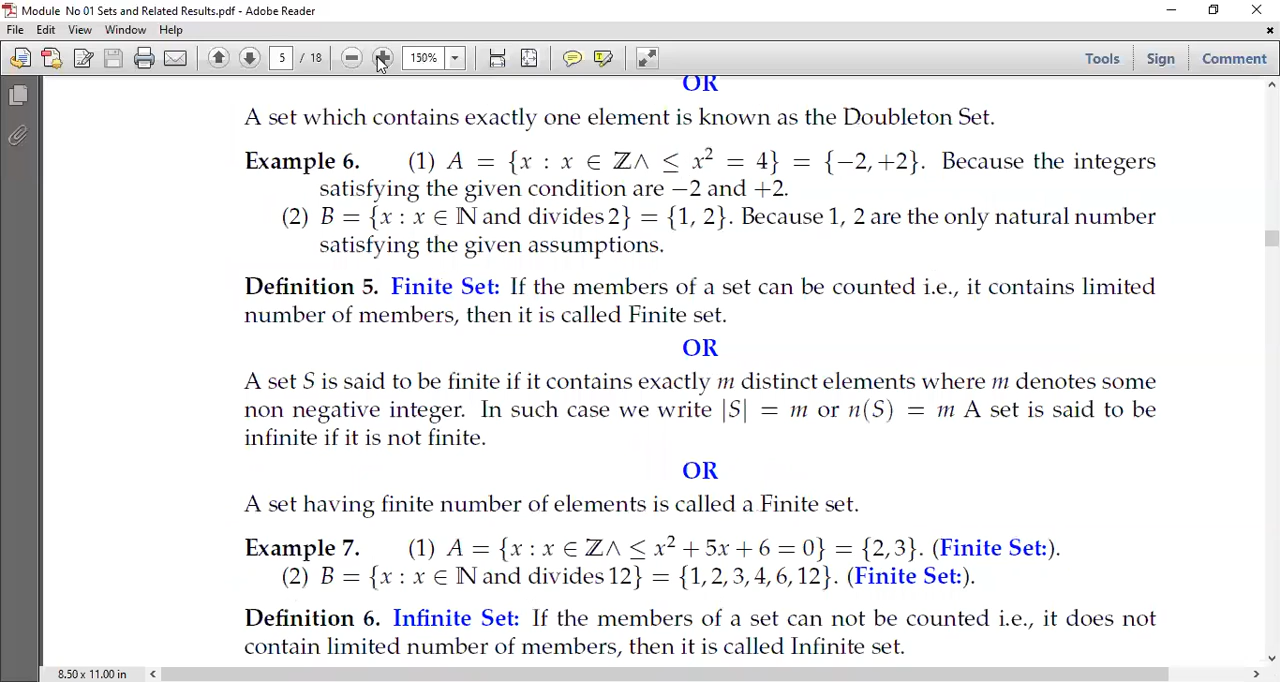 Module No 01 Sets and Related Results.pdf - Adobe Reader
File Edit View Window Help
5 / 18 150% Tools Sign Comment
OR
A set which contains exactly one element is known as the Doubleton Set.
Example 6. (1) A = {x : x ∈ ℤ∧ ≤ x² = 4} = {−2, +2}. Because the integers
satisfying the given condition are −2 and +2.
(2) B = {x : x ∈ ℕ and divides 2} = {1, 2}. Because 1, 2 are the only natural number
satisfying the given assumptions.
Definition 5. Finite Set: If the members of a set can be counted i.e., it contains limited
number of members, then it is called Finite set.
OR
A set S is said to be finite if it contains exactly m distinct elements where m denotes some
non negative integer. In such case we write |S| = m or n(S) = m A set is said to be
infinite if it is not finite.
OR
A set having finite number of elements is called a Finite set.
Example 7. (1) A = {x : x ∈ ℤ∧ ≤ x² + 5x + 6 = 0} = {2, 3}. (Finite Set:).
(2) B = {x : x ∈ ℕ and divides 12} = {1, 2, 3, 4, 6, 12}. (Finite Set:).
Definition 6. Infinite Set: If the members of a set can not be counted i.e., it does not
contain limited number of members, then it is called Infinite set.
8.50 x 11.00 in